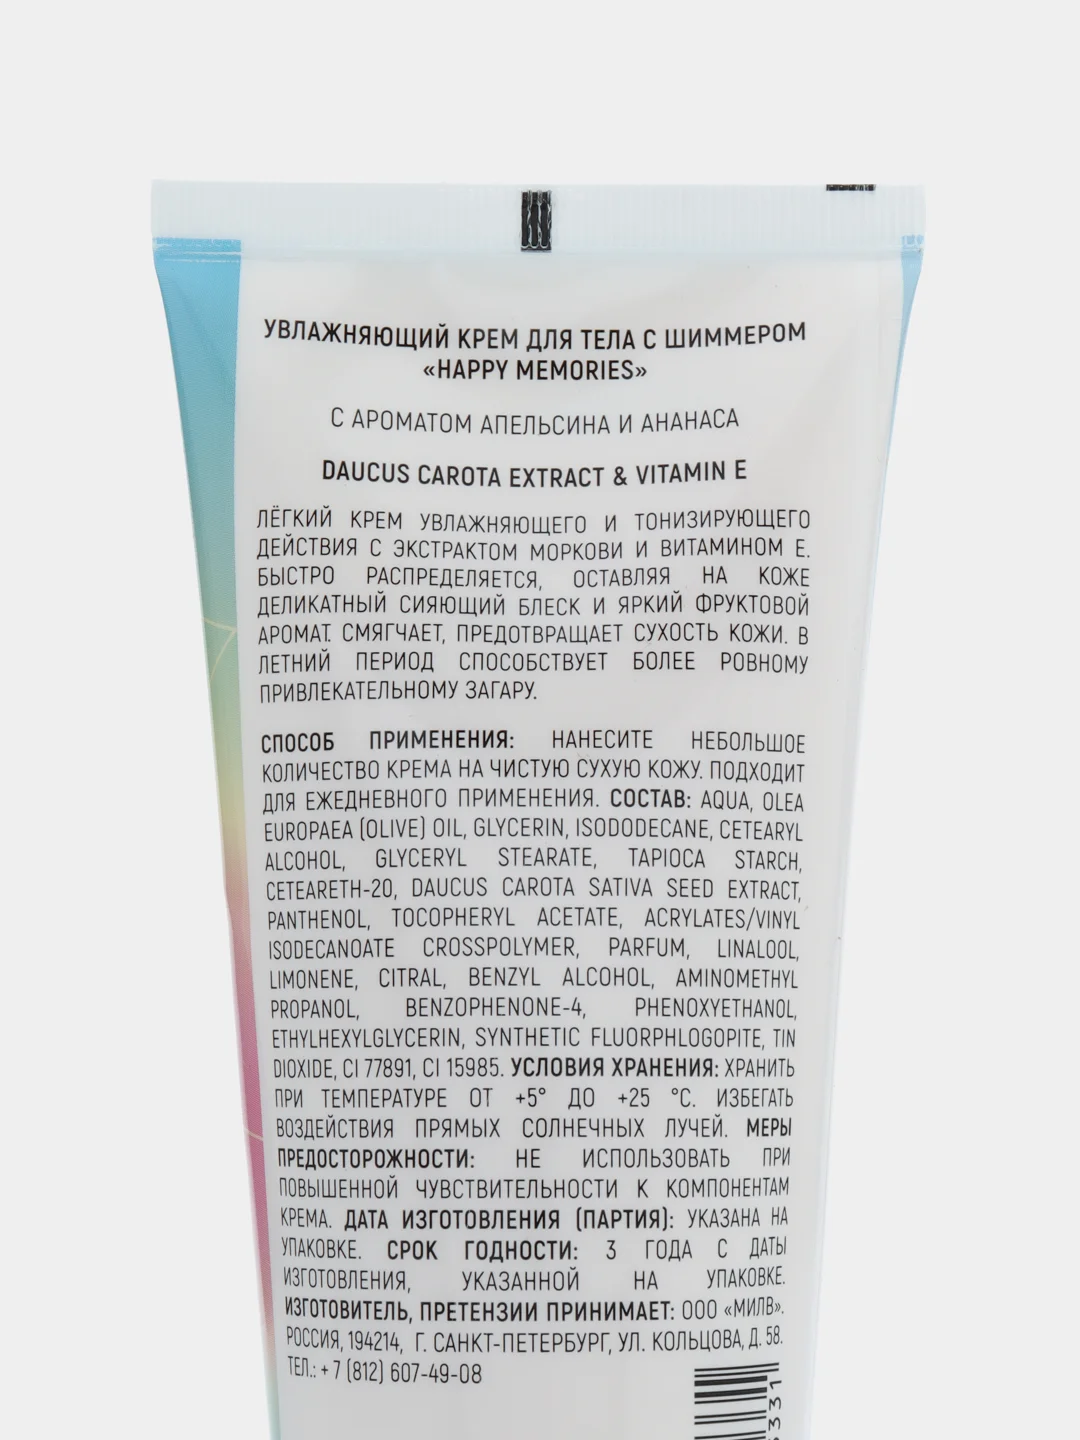 УВЛАЖНЯЮЩИЙ КРЕМ ДЛЯ ТЕЛА С ШИММЕРОМ
«HAPPY MEMORIES»
С АРОМАТОМ АПЕЛЬСИНА И АНАНАСА
DAUCUS CAROTA EXTRACT & VITAMIN E
ЛЁГКИЙ КРЕМ УВЛАЖНЯЮЩЕГО И ТОНИЗИРУЮЩЕГО
ДЕЙСТВИЯ С ЭКСТРАКТОМ МОРКОВИ И ВИТАМИНОМ Е.
БЫСТРО РАСПРЕДЕЛЯЕТСЯ, ОСТАВЛЯЯ НА КОЖЕ
ДЕЛИКАТНЫЙ СИЯЮЩИЙ БЛЕСК И ЯРКИЙ ФРУКТОВОЙ
АРОМАТ. СМЯГЧАЕТ, ПРЕДОТВРАЩАЕТ СУХОСТЬ КОЖИ. В
ЛЕТНИЙ ПЕРИОД СПОСОБСТВУЕТ БОЛЕЕ РОВНОМУ
ПРИВЛЕКАТЕЛЬНОМУ ЗАГАРУ.
СПОСОБ ПРИМЕНЕНИЯ: НАНЕСИТЕ НЕБОЛЬШОЕ
КОЛИЧЕСТВО КРЕМА НА ЧИСТУЮ СУХУЮ КОЖУ. ПОДХОДИТ
ДЛЯ ЕЖЕДНЕВНОГО ПРИМЕНЕНИЯ. СОСТАВ: AQUA, OLEA
EUROPAEA (OLIVE) OIL, GLYCERIN, ISODODECANE, CETEARYL
ALCOHOL, GLYCERYL STEARATE, TAPIOCA STARCH,
CETEARETH-20, DAUCUS CAROTA SATIVA SEED EXTRACT,
PANTHENOL, TOCOPHERYL ACETATE, ACRYLATES/VINYL
ISODECANOATE CROSSPOLYMER, PARFUM, LINALOOL,
LIMONENE, CITRAL, BENZYL ALCOHOL, AMINOMETHYL
PROPANOL, BENZOPHENONE-4, PHENOXYETHANOL,
ETHYLHEXYLGLYCERIN, SYNTHETIC FLUORPHLOGOPITE, TIN
DIOXIDE, CI 77891, CI 15985. УСЛОВИЯ ХРАНЕНИЯ: ХРАНИТЬ
ПРИ ТЕМПЕРАТУРЕ ОТ +5° ДО +25 °C. ИЗБЕГАТЬ
ВОЗДЕЙСТВИЯ ПРЯМЫХ СОЛНЕЧНЫХ ЛУЧЕЙ. МЕРЫ
ПРЕДОСТОРОЖНОСТИ: НЕ ИСПОЛЬЗОВАТЬ ПРИ
ПОВЫШЕННОЙ ЧУВСТВИТЕЛЬНОСТИ К КОМПОНЕНТАМ
КРЕМА. ДАТА ИЗГОТОВЛЕНИЯ (ПАРТИЯ): УКАЗАНА НА
УПАКОВКЕ. СРОК ГОДНОСТИ: 3 ГОДА С ДАТЫ
ИЗГОТОВЛЕНИЯ, УКАЗАННОЙ НА УПАКОВКЕ.
ИЗГОТОВИТЕЛЬ, ПРЕТЕНЗИИ ПРИНИМАЕТ: ООО «МИЛВ».
РОССИЯ, 194214, Г. САНКТ-ПЕТЕРБУРГ, УЛ. КОЛЬЦОВА, Д. 58.
ТЕЛ.: +7 (812) 607-49-08